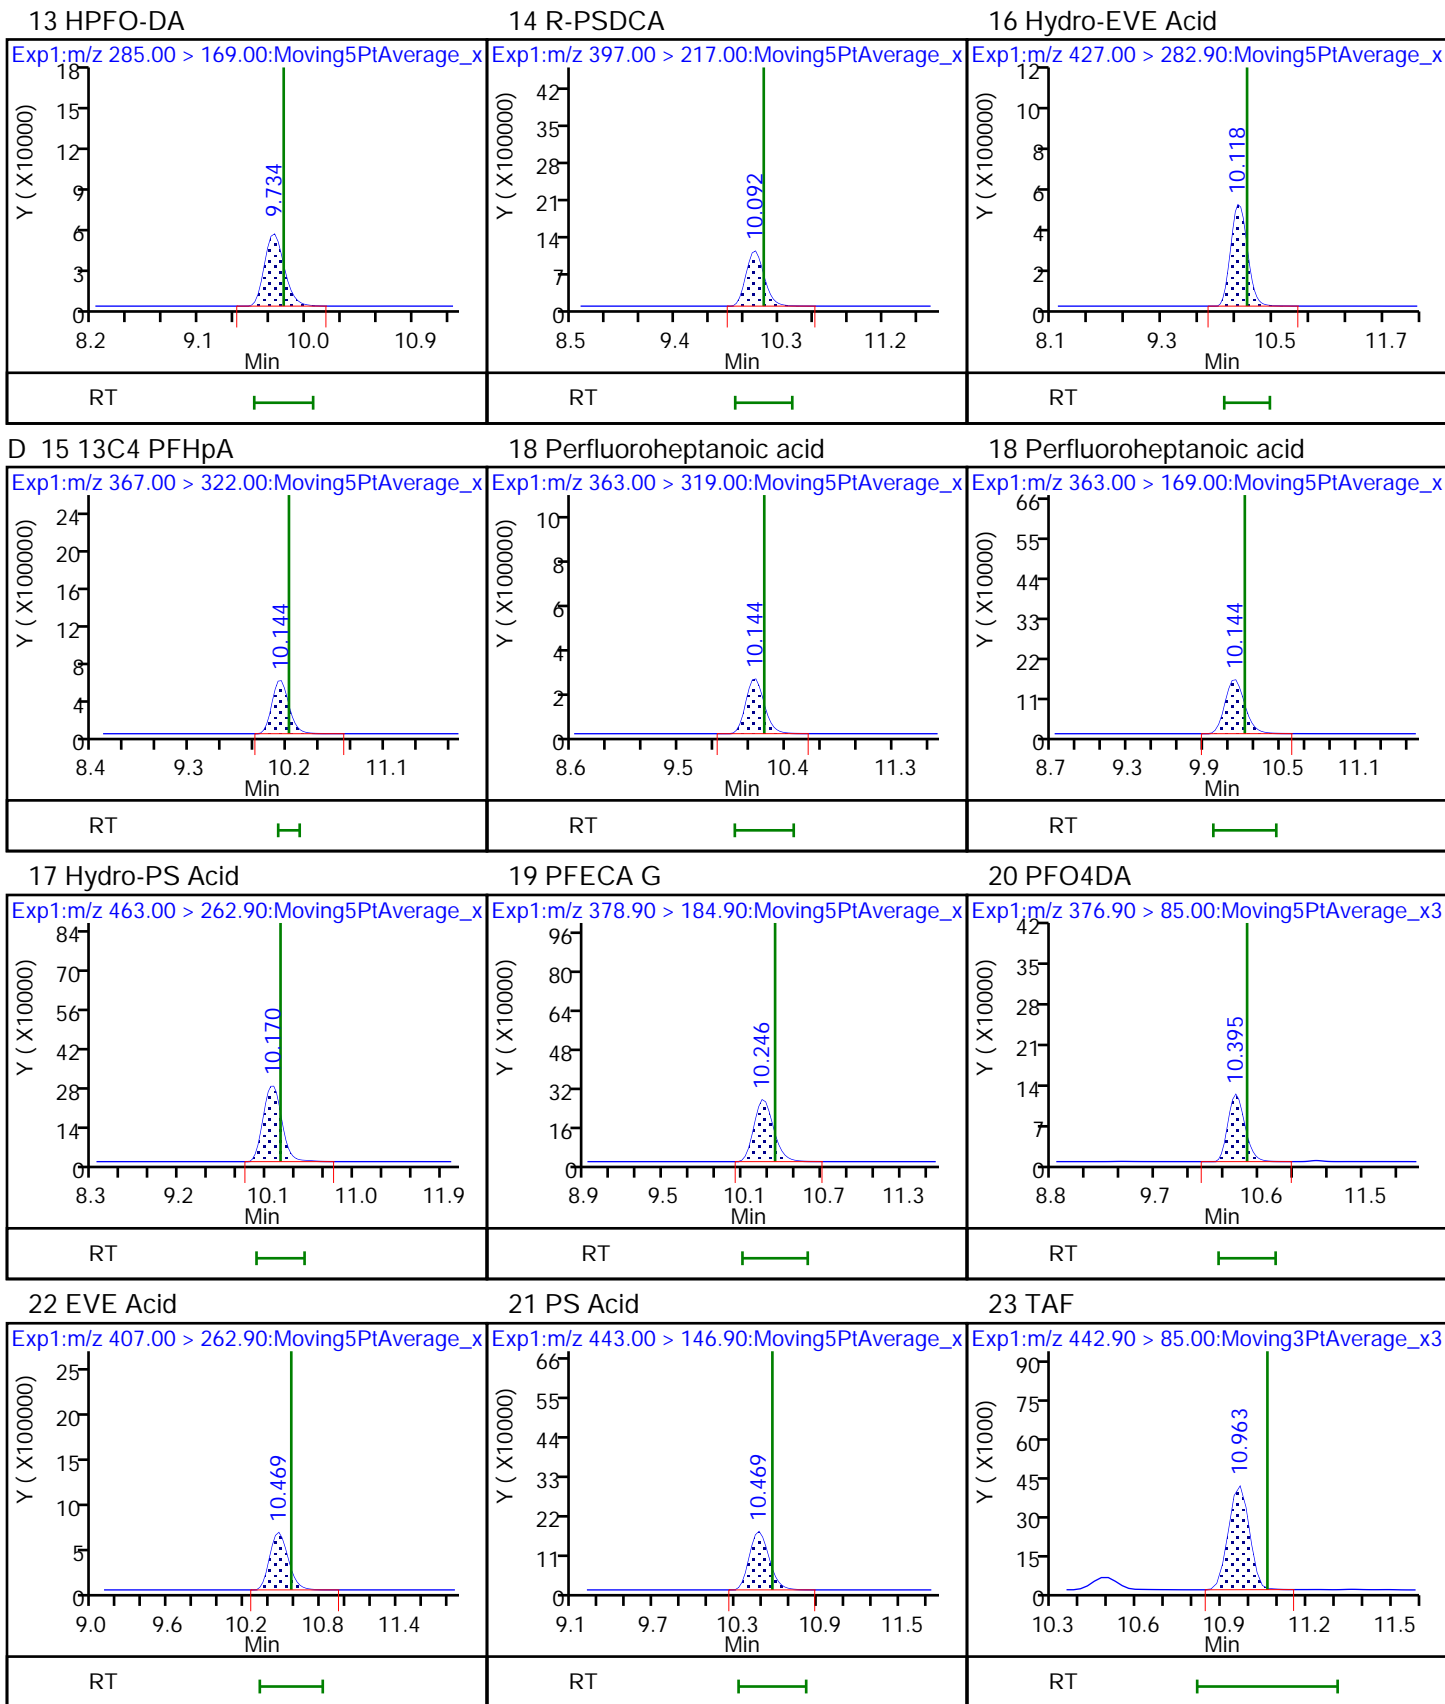 13 HPFO-DA
Exp1:m/z 285.00 > 169.00:Moving5PtAverage_x
Y ( X100000)
18
15
12
9
6
3
0
9.734
8.2 9.1 10.0 10.9
Min
RT
14 R-PSDCA
Exp1:m/z 397.00 > 217.00:Moving5PtAverage_x
Y ( X100000)
42
35
28
21
14
7
0
10.092
8.5 9.4 10.3 11.2
Min
RT
16 Hydro-EVE Acid
Exp1:m/z 427.00 > 282.90:Moving5PtAverage_x
Y ( X100000)
12
10
8
6
4
2
0
10.118
8.1 9.3 10.5 11.7
Min
RT
D 15 13C4 PFHpA
Exp1:m/z 367.00 > 322.00:Moving5PtAverage_x
Y ( X100000)
24
20
16
12
8
4
0
10.144
8.4 9.3 10.2 11.1
Min
RT
18 Perfluoroheptanoic acid
Exp1:m/z 363.00 > 319.00:Moving5PtAverage_x
Y ( X100000)
10
8
6
4
2
0
10.144
8.6 9.5 10.4 11.3
Min
RT
18 Perfluoroheptanoic acid
Exp1:m/z 363.00 > 169.00:Moving5PtAverage_x
Y ( X10000)
66
55
44
33
22
11
0
10.144
8.7 9.3 9.9 10.5 11.1
Min
RT
17 Hydro-PS Acid
Exp1:m/z 463.00 > 262.90:Moving5PtAverage_x
Y ( X10000)
84
70
56
42
28
14
0
10.170
8.3 9.2 10.1 11.0 11.9
Min
RT
19 PFECA G
Exp1:m/z 378.90 > 184.90:Moving5PtAverage_x
Y ( X10000)
96
80
64
48
32
16
0
10.246
8.9 9.5 10.1 10.7 11.3
Min
RT
20 PFO4DA
Exp1:m/z 376.90 > 85.00:Moving5PtAverage_x3
Y ( X10000)
42
35
28
21
14
7
0
10.395
8.8 9.7 10.6 11.5
Min
RT
22 EVE Acid
Exp1:m/z 407.00 > 262.90:Moving5PtAverage_x
Y ( X100000)
25
20
15
10
5
0
10.469
9.0 9.6 10.2 10.8 11.4
Min
RT
21 PS Acid
Exp1:m/z 443.00 > 146.90:Moving5PtAverage_x
Y ( X10000)
66
55
44
33
22
11
0
10.469
9.1 9.7 10.3 10.9 11.5
Min
RT
23 TAF
Exp1:m/z 442.90 > 85.00:Moving3PtAverage_x3
Y ( X1000)
90
75
60
45
30
15
0
10.963
10.3 10.6 10.9 11.2 11.5
Min
RT